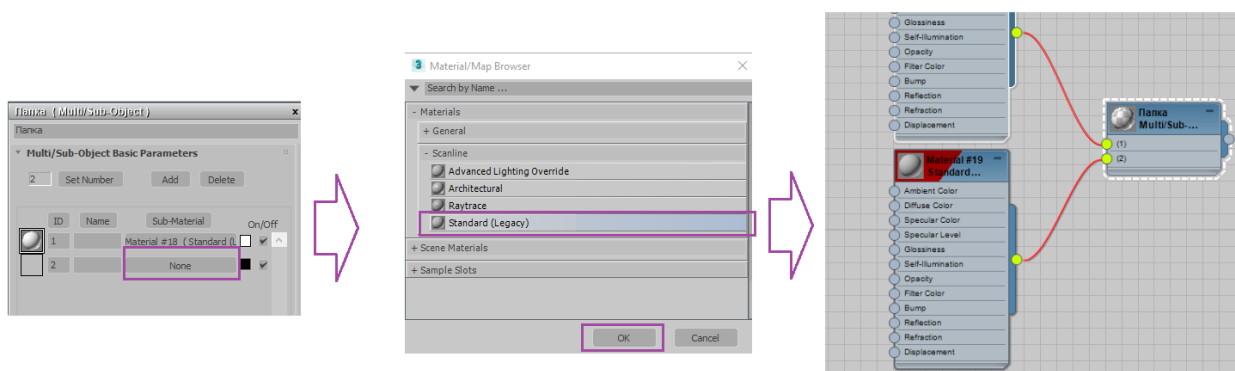 Папка ( Multi/Sub-Object )
x
Папка
Multi/Sub-Object Basic Parameters
2 Set Number Add Delete
ID Name Sub-Material On/Off
1 Material #18 ( Standard (L
2 None
3 Material/Map Browser
Search by Name ...
- Materials
+ General
- Scanline
Advanced Lighting Override
Architectural
Raytrace
Standard (Legacy)
+ Scene Materials
+ Sample Slots
OK Cancel
Glossiness
Self-Illumination
Opacity
Filter Color
Bump
Reflection
Refraction
Displacement
Material #19
Standard...
Ambient Color
Diffuse Color
Specular Color
Specular Level
Glossiness
Self-Illumination
Opacity
Filter Color
Bump
Reflection
Refraction
Displacement
Папка
Multi/Sub-...
(1)
(2)